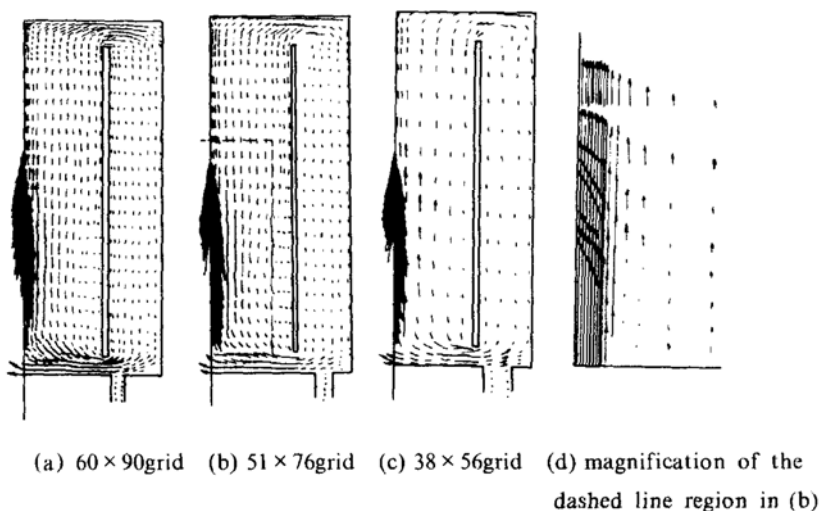 (a) 60 × 90grid (b) 51 × 76grid (c) 38 × 56grid (d) magnification of the
dashed line region in (b)